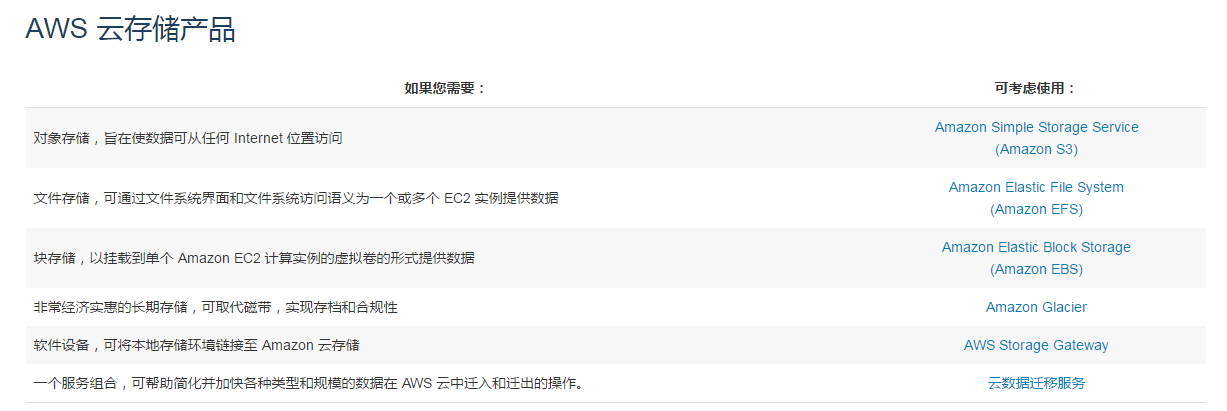 AWS 云存储产品
如果您需要：
可考虑使用：
对象存储，旨在使数据可从任何 Internet 位置访问
Amazon Simple Storage Service
(Amazon S3)
文件存储，可通过文件系统界面和文件系统访问语义为一个或多个 EC2 实例提供数据
Amazon Elastic File System
(Amazon EFS)
块存储，以挂载到单个 Amazon EC2 计算实例的虚拟卷的形式提供数据
Amazon Elastic Block Storage
(Amazon EBS)
非常经济实惠的长期存储，可取代磁带，实现存档和合规性
Amazon Glacier
软件设备，可将本地存储环境链接至 Amazon 云存储
AWS Storage Gateway
一个服务组合，可帮助简化并加快各种类型和规模的数据在 AWS 云中迁入和迁出的操作。
云数据迁移服务